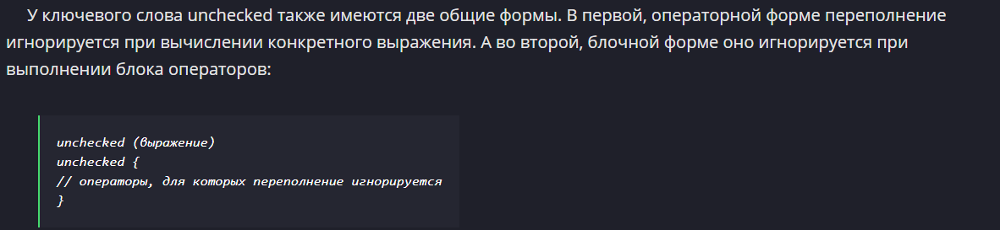 У ключевого слова unchecked также имеются две общие формы. В первой, операторной форме переполнение
игнорируется при вычислении конкретного выражения. А во второй, блочной форме оно игнорируется при
выполнении блока операторов:
unchecked (выражение)
unchecked {
// операторы, для которых переполнение игнорируется
}